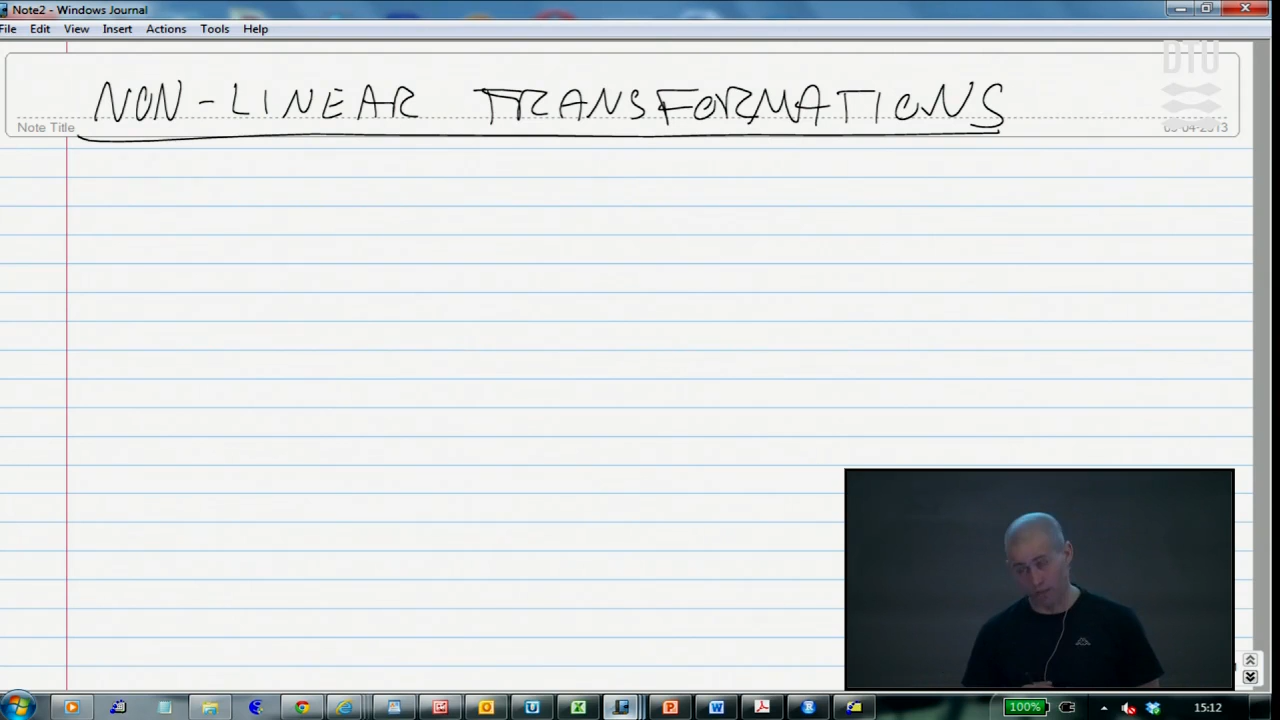 Note2 - Windows Journal
File Edit View Insert Actions Tools Help
DTU
NON-LINEAR TRANSFORMATIONS
Note Title
100%
15:12